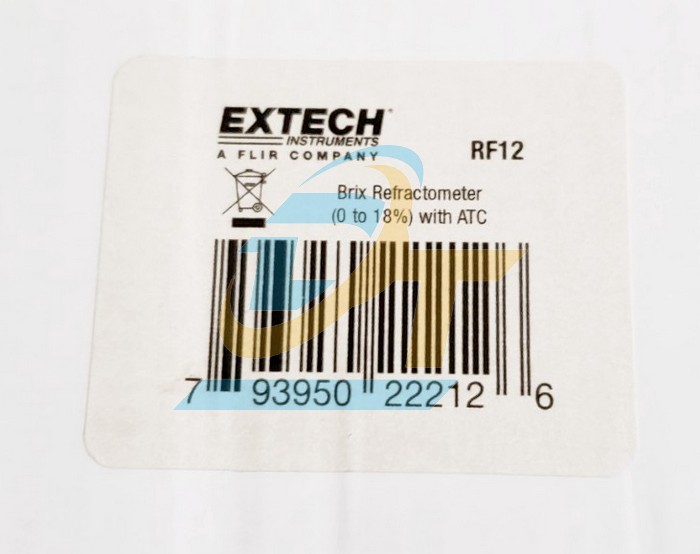 EXTECH
INSTRUMENTS
A FLIR COMPANY
RF12
Brix Refractometer
(0 to 18%) with ATC
7 93950 22212 6